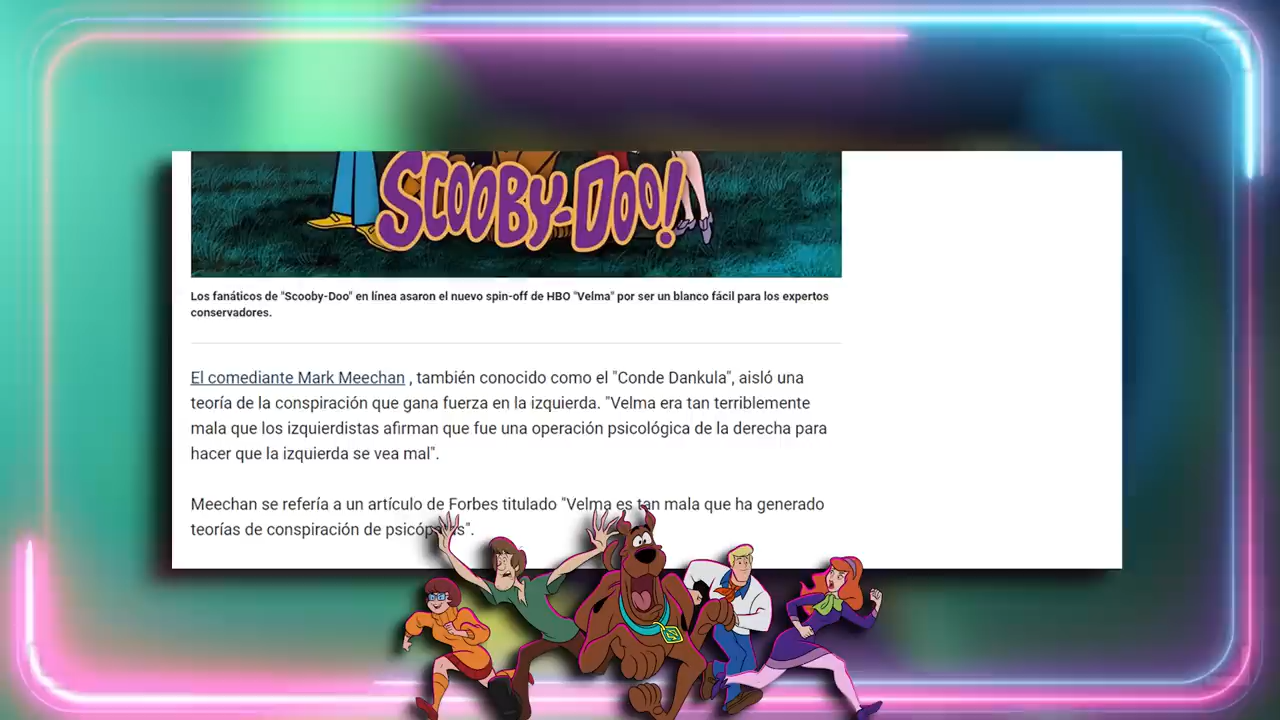 SCOOBY-DOO!
Los fanáticos de "Scooby-Doo" en línea asaron el nuevo spin-off de HBO "Velma" por ser un blanco fácil para los expertos
conservadores.
El comediante Mark Meechan , también conocido como el "Conde Dankula", aisló una
teoría de la conspiración que gana fuerza en la izquierda. "Velma era tan terriblemente
mala que los izquierdistas afirman que fue una operación psicológica de la derecha para
hacer que la izquierda se vea mal".
Meechan se refería a un artículo de Forbes titulado "Velma es tan mala que ha generado
teorías de conspiración de